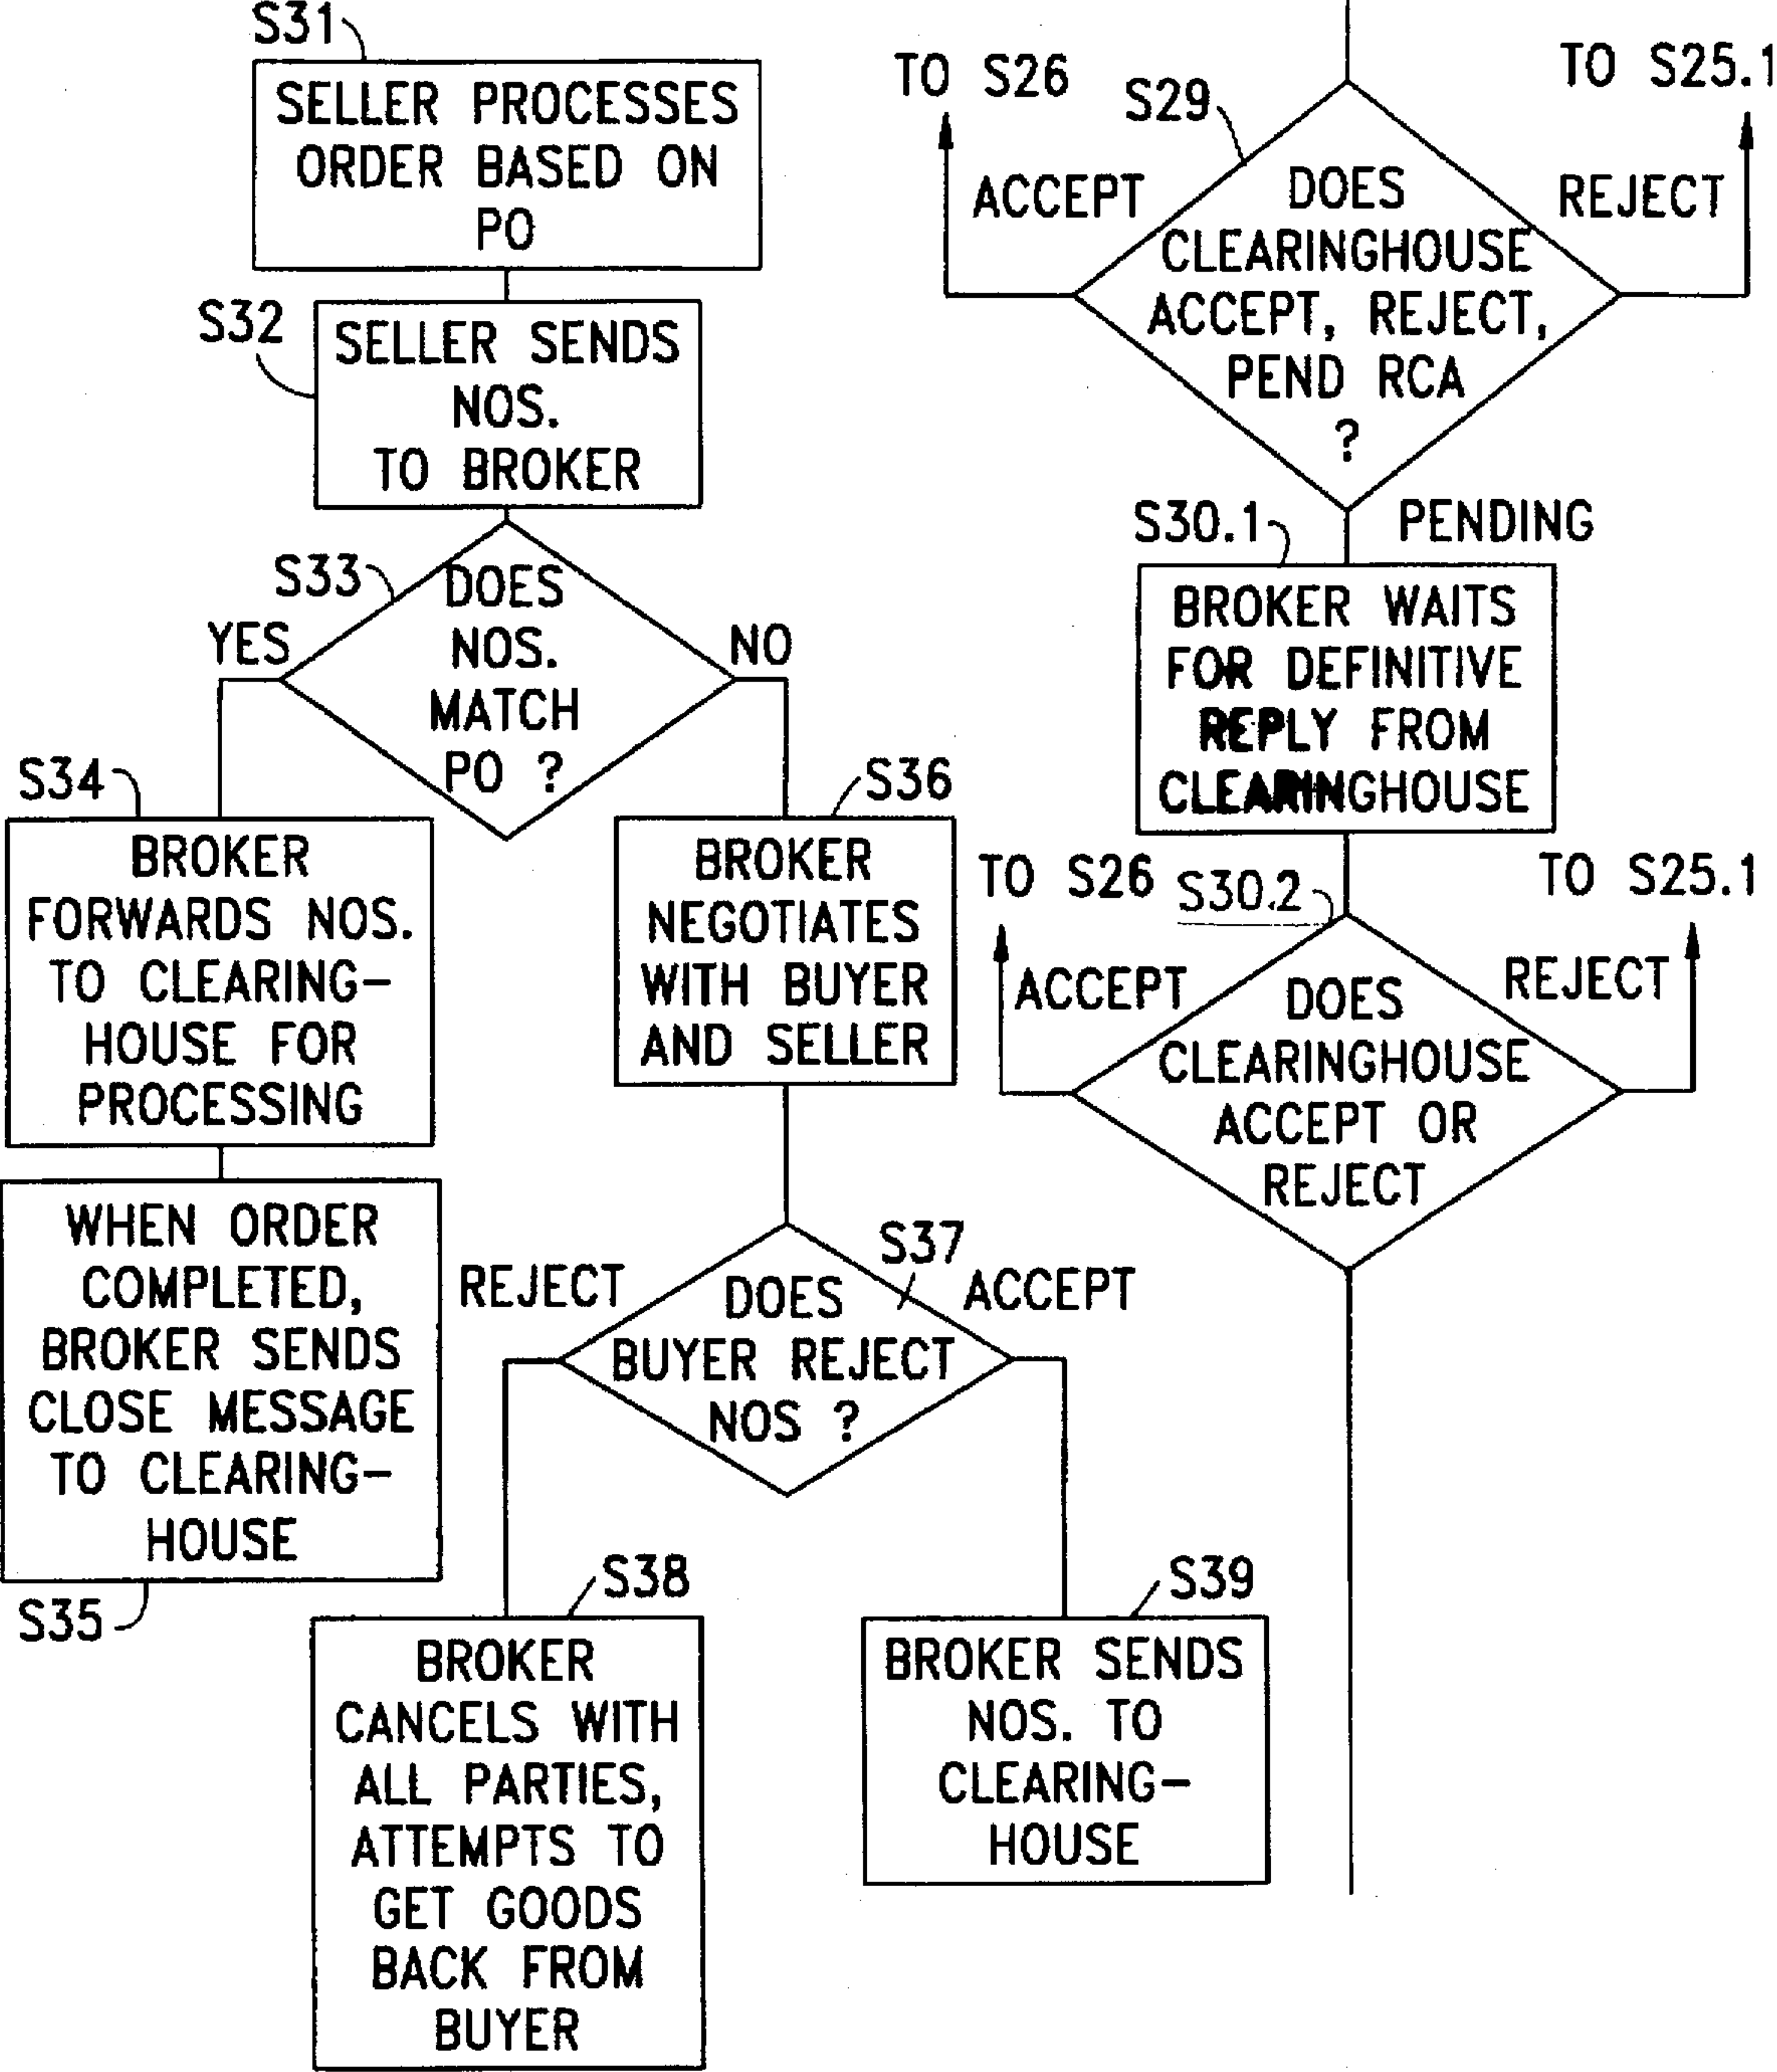 S31
SELLER PROCESSES
ORDER BASED ON
PO
S32
SELLER SENDS
NOS.
TO BROKER
S33
DOES
NOS.
MATCH
PO ?
YES
NO
S34
BROKER
FORWARDS NOS.
TO CLEARING-
HOUSE FOR
PROCESSING
WHEN ORDER
COMPLETED,
BROKER SENDS
CLOSE MESSAGE
TO CLEARING-
HOUSE
S35
S36
BROKER
NEGOTIATES
WITH BUYER
AND SELLER
S37
REJECT
ACCEPT
DOES
BUYER REJECT
NOS ?
S38
BROKER
CANCELS WITH
ALL PARTIES,
ATTEMPTS TO
GET GOODS
BACK FROM
BUYER
S39
BROKER SENDS
NOS. TO
CLEARING-
HOUSE
TO S26
TO S25.1
S29
ACCEPT
REJECT
DOES
CLEARINGHOUSE
ACCEPT, REJECT,
PEND RCA
?
PENDING
S30.1
BROKER WAITS
FOR DEFINITIVE
REPLY FROM
CLEARINGHOUSE
TO S26
S30.2
TO S25.1
ACCEPT
REJECT
DOES
CLEARINGHOUSE
ACCEPT OR
REJECT